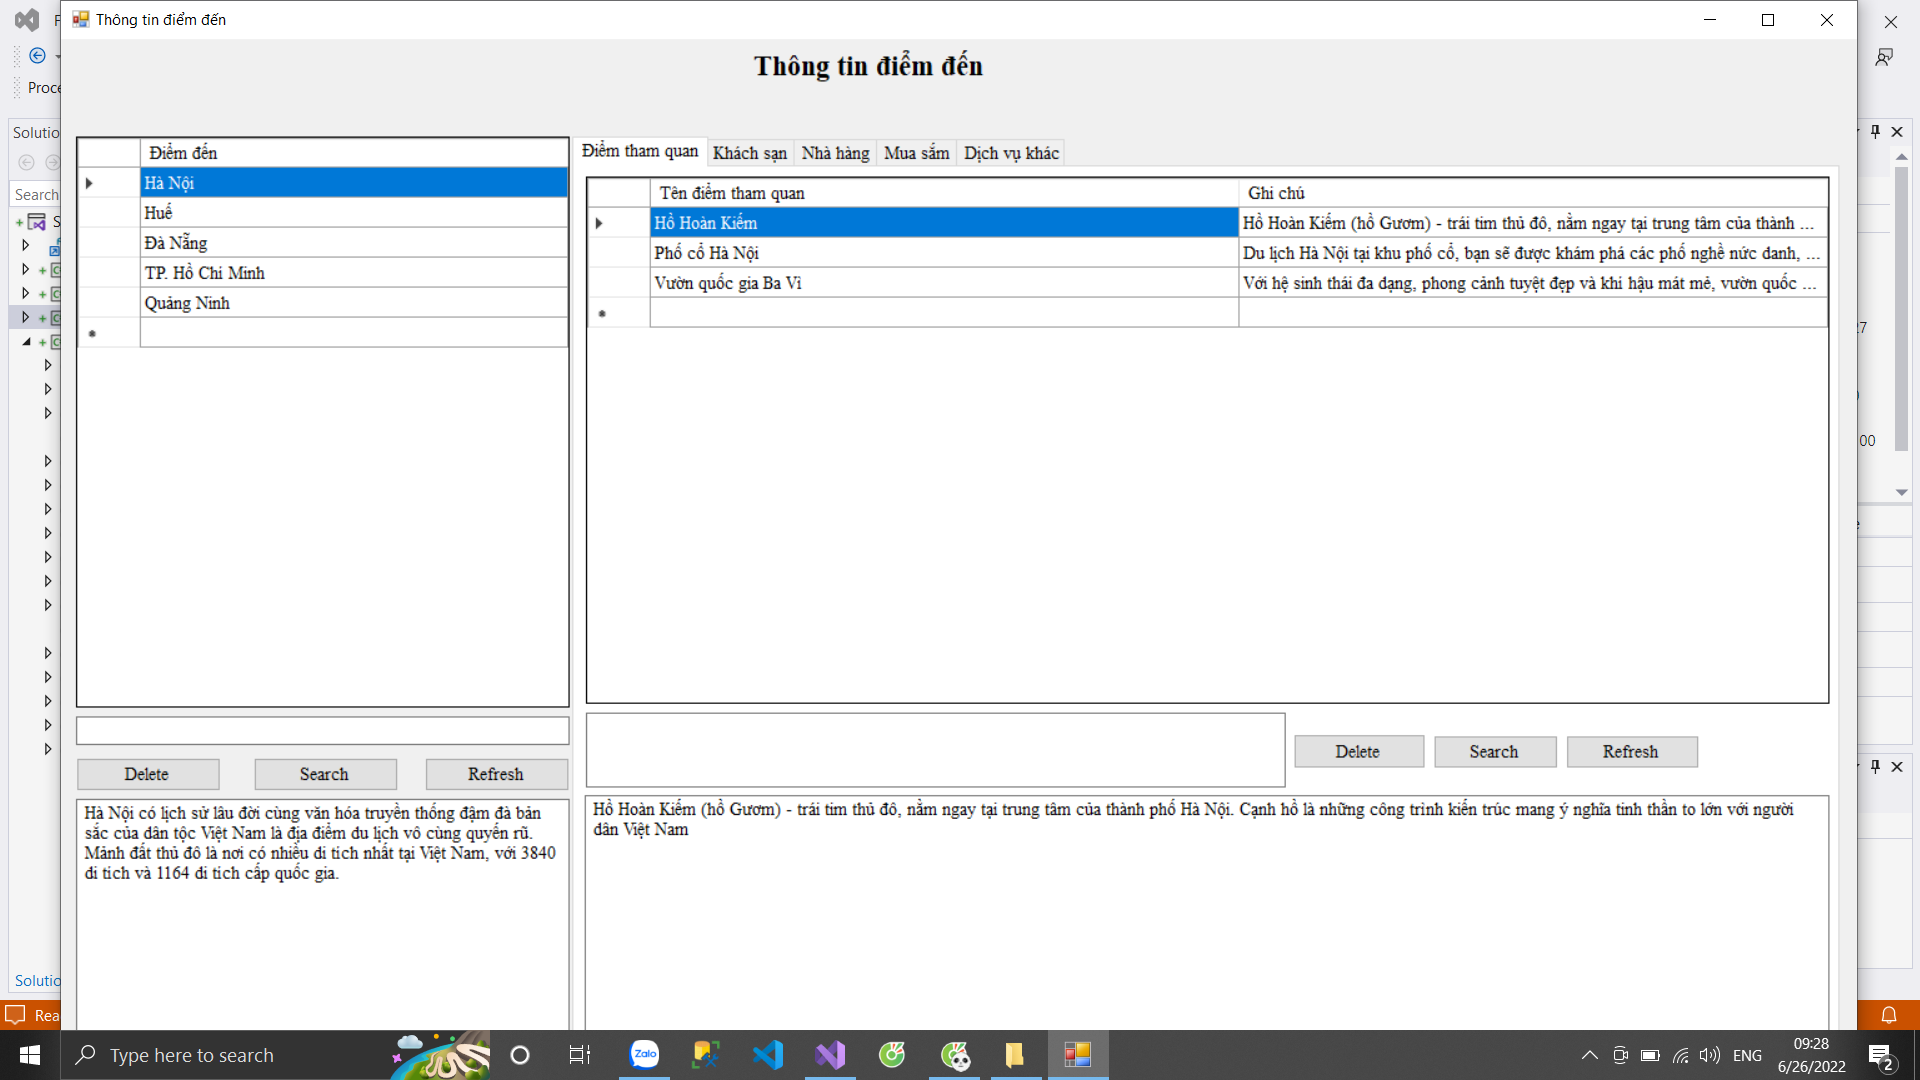 Thông tin điểm đến
Thông tin điểm đến
Proce
Solutio
Search
Điểm đến
Hà Nội
Huế
Đà Nẵng
TP. Hồ Chí Minh
Quảng Ninh
Điểm tham quan Khách sạn Nhà hàng Mua sắm Dịch vụ khác
Tên điểm tham quan Ghi chú
Hồ Hoàn Kiếm Hồ Hoàn Kiếm (hồ Gươm) - trái tim thủ đô, nằm ngay tại trung tâm của thành ...
Phố cổ Hà Nội Du lịch Hà Nội tại khu phố cổ, bạn sẽ được khám phá các phố nghề nức danh, ...
Vườn quốc gia Ba Vì Với hệ sinh thái đa dạng, phong cảnh tuyệt đẹp và khí hậu mát mẻ, vườn quốc ...
27
00
Delete Search Refresh
Delete Search Refresh
Hà Nội có lịch sử lâu đời cùng văn hóa truyền thống đậm đà bản
sắc của dân tộc Việt Nam là địa điểm du lịch vô cùng quyến rũ.
Mảnh đất thủ đô là nơi có nhiều di tích nhất tại Việt Nam, với 3840
di tích và 1164 di tích cấp quốc gia.
Hồ Hoàn Kiếm (hồ Gươm) - trái tim thủ đô, nằm ngay tại trung tâm của thành phố Hà Nội. Cạnh hồ là những công trình kiến trúc mang ý nghĩa tinh thần to lớn với người
dân Việt Nam
Solutio
Rea
Type here to search
Zalo
ENG
09:28
6/26/2022
2